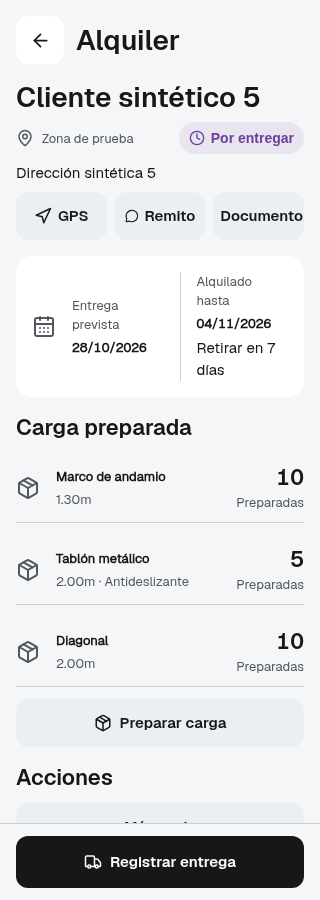 Alquiler
Cliente sintético 5
Zona de prueba
Por entregar
Dirección sintética 5
GPS
Remito
Documento
Entrega
prevista
28/10/2026
Alquilado
hasta
04/11/2026
Retirar en 7
días
Carga preparada
Marco de andamio
1.30m
10
Preparadas
Tablón metálico
2.00m · Antideslizante
5
Preparadas
Diagonal
2.00m
10
Preparadas
Preparar carga
Acciones
Registrar entrega